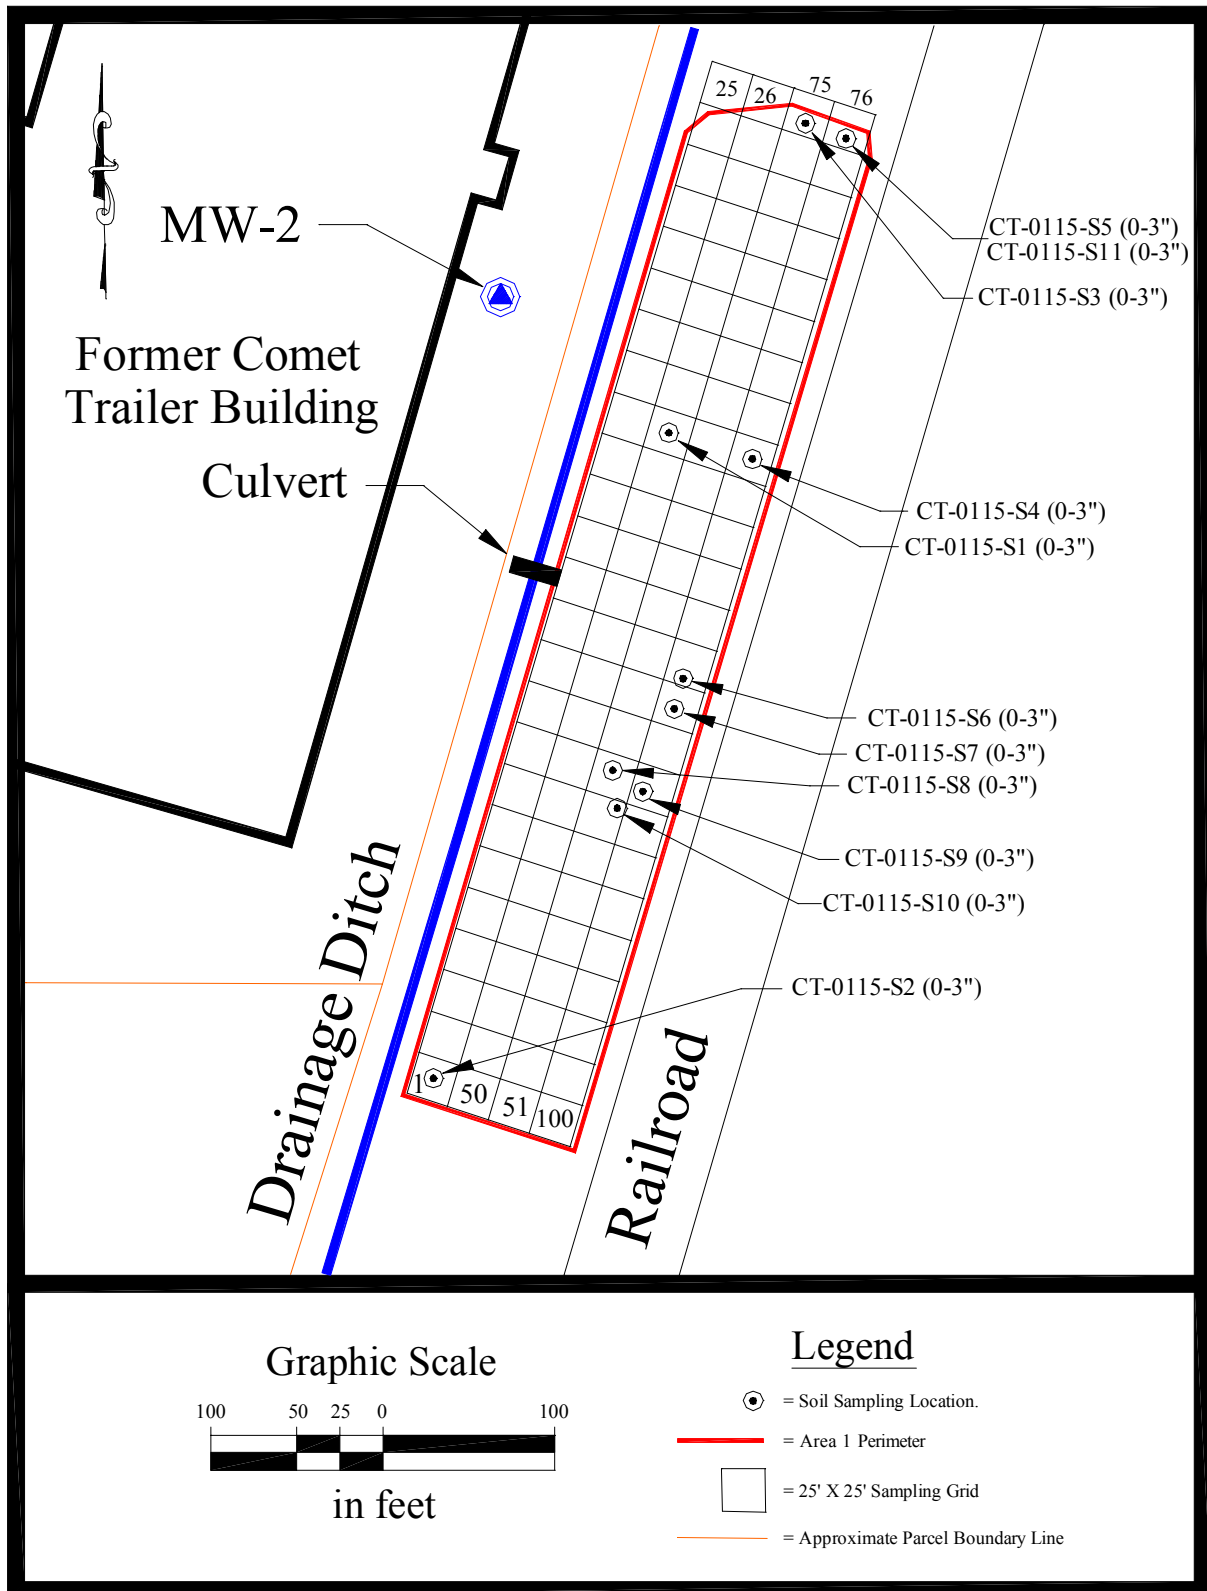 25 26 75 76
CT-0115-S5 (0-3")
CT-0115-S11 (0-3")
CT-0115-S3 (0-3")
MW-2
Former Comet
Trailer Building
Culvert
CT-0115-S4 (0-3")
CT-0115-S1 (0-3")
CT-0115-S6 (0-3")
CT-0115-S7 (0-3")
CT-0115-S8 (0-3")
CT-0115-S9 (0-3")
CT-0115-S10 (0-3")
CT-0115-S2 (0-3")
Drainage Ditch
1 50 51 100
Railroad
Graphic Scale
100 50 25 0 100
in feet
Legend
= Soil Sampling Location.
= Area 1 Perimeter
= 25' X 25' Sampling Grid
= Approximate Parcel Boundary Line